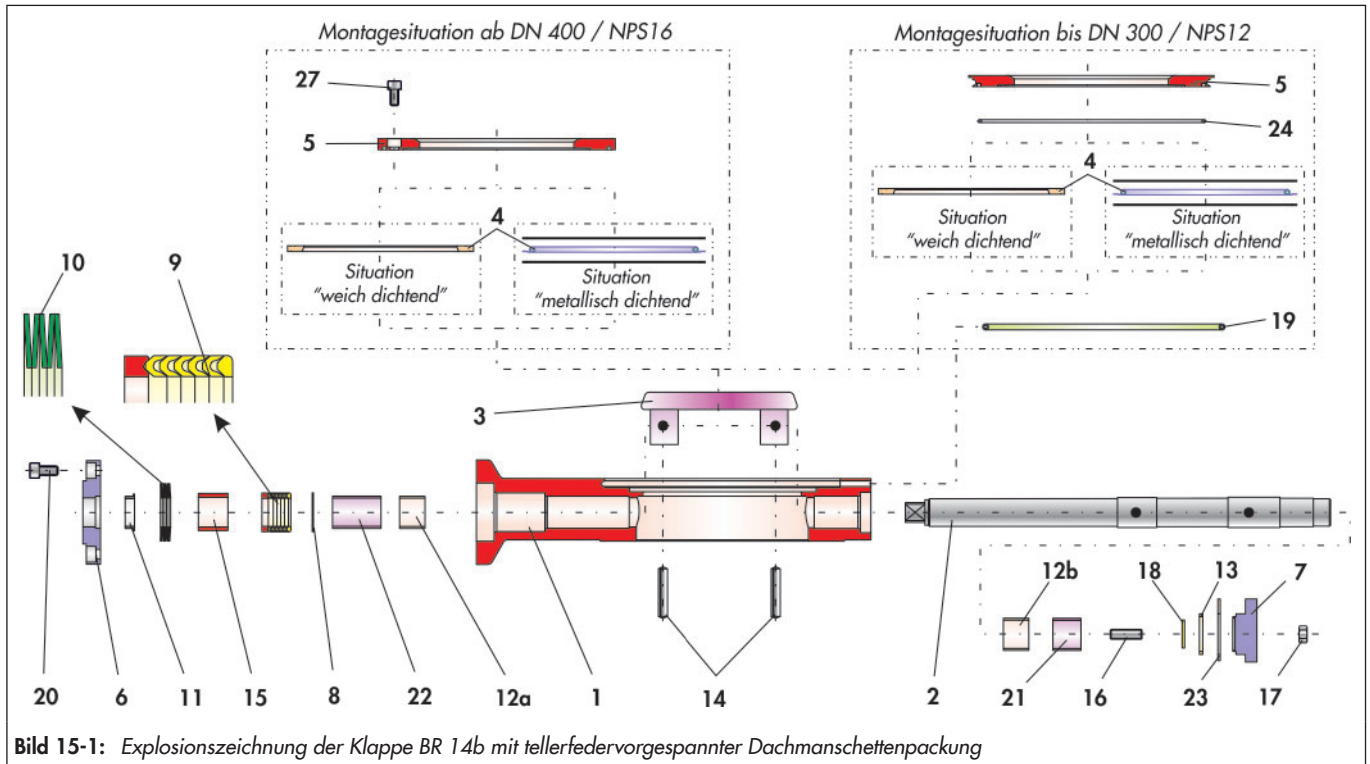 Montagesituation ab DN 400 / NPS16
Montagesituation bis DN 300 / NPS12
27
5
5
24
4
4
Situation
"weich dichtend"
Situation
"metallisch dichtend"
Situation
"weich dichtend"
Situation
"metallisch dichtend"
10
9
19
3
12b
18
13
7
20
6
11
15
8
22
12a
1
14
2
21
16
23
17
Bild 15-1: Explosionszeichnung der Klappe BR 14b mit tellerfedervorgespannter Dachmanschettenpackung